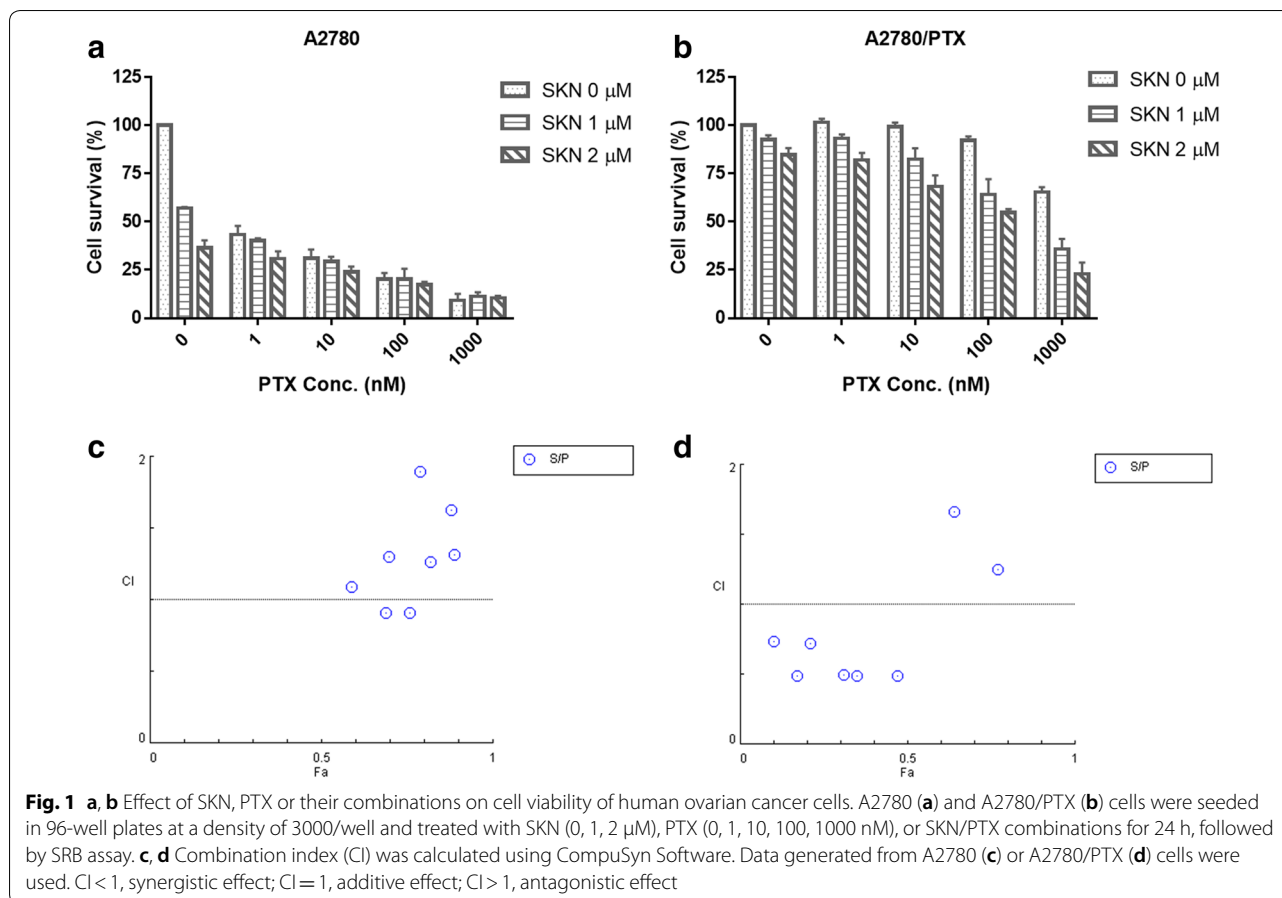 a
A2780
125
100
75
50
25
0
Cell survival (%)
0
1
10
100
1000
PTX Conc. (nM)
SKN 0 μM
SKN 1 μM
SKN 2 μM
b
A2780/PTX
125
100
75
50
25
0
Cell survival (%)
0
1
10
100
1000
PTX Conc. (nM)
SKN 0 μM
SKN 1 μM
SKN 2 μM
c
2
CI
0
0
0.5
1
Fa
S/P
d
2
CI
0
0
0.5
1
Fa
S/P
Fig. 1 a, b Effect of SKN, PTX or their combinations on cell viability of human ovarian cancer cells. A2780 (a) and A2780/PTX (b) cells were seeded
in 96-well plates at a density of 3000/well and treated with SKN (0, 1, 2 μM), PTX (0, 1, 10, 100, 1000 nM), or SKN/PTX combinations for 24 h, followed
by SRB assay. c, d Combination index (CI) was calculated using CompuSyn Software. Data generated from A2780 (c) or A2780/PTX (d) cells were
used. CI < 1, synergistic effect; CI = 1, additive effect; CI > 1, antagonistic effect